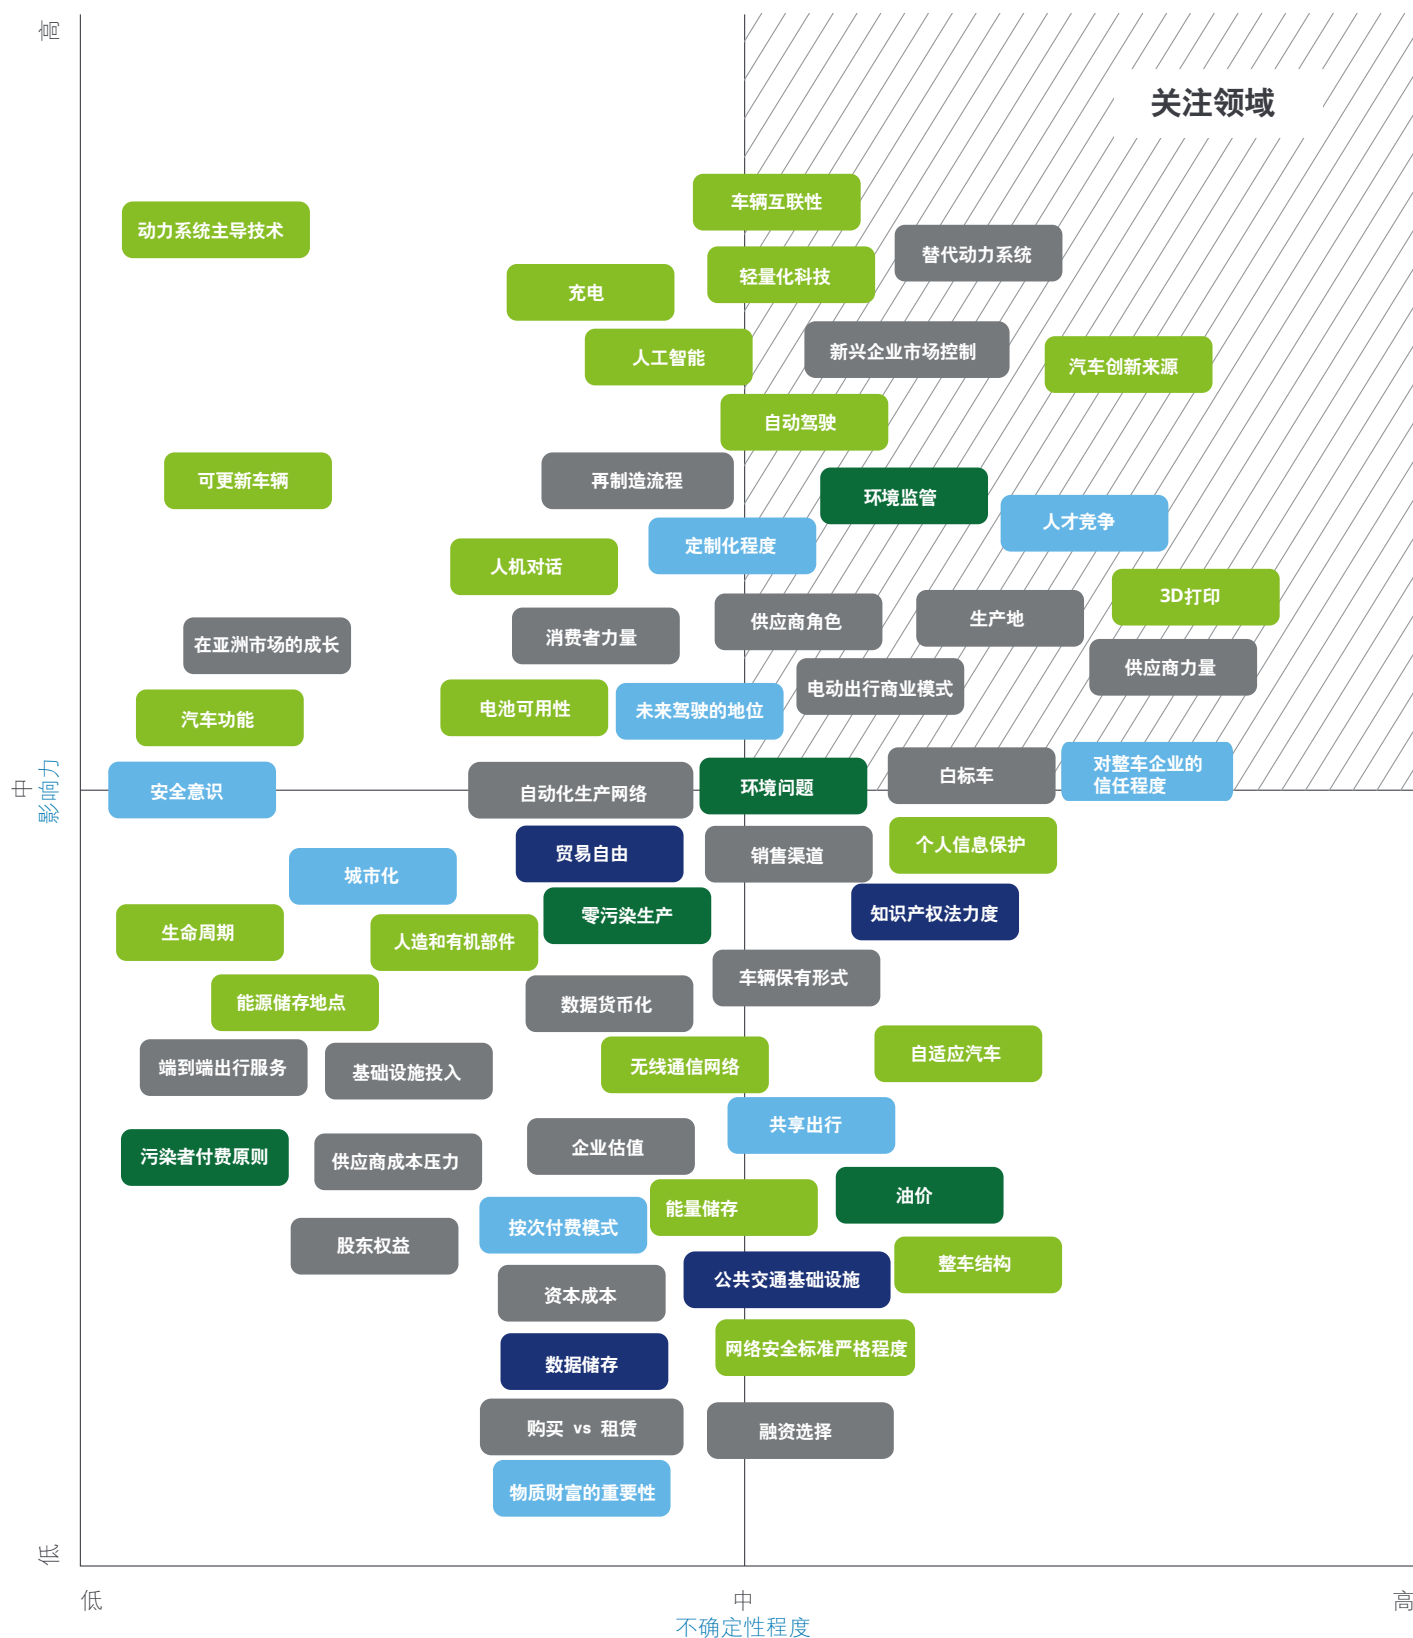 高
关注领域
车辆互联性
动力系统主导技术
替代动力系统
轻量化科技
充电
新兴企业市场控制
人工智能
汽车创新来源
自动驾驶
可更新车辆
再制造流程
环境监管
人才竞争
定制化程度
人机对话
3D打印
供应商角色
生产地
消费者力量
在亚洲市场的成长
供应商力量
电动出行商业模式
电池可用性
未来驾驶的地位
汽车功能
对整车企业的
信任程度
白标车
环境问题
中
影响力
安全意识
自动化生产网络
个人信息保护
贸易自由
销售渠道
城市化
知识产权法力度
零污染生产
生命周期
人造和有机部件
车辆保有形式
能源储存地点
数据货币化
自适应汽车
无线通信网络
端到端出行服务
基础设施投入
共享出行
企业估值
污染者付费原则
供应商成本压力
油价
能量储存
按次付费模式
股东权益
整车结构
公共交通基础设施
资本成本
网络安全标准严格程度
数据储存
购买 vs 租赁
融资选择
物质财富的重要性
低
低
中
高
不确定性程度